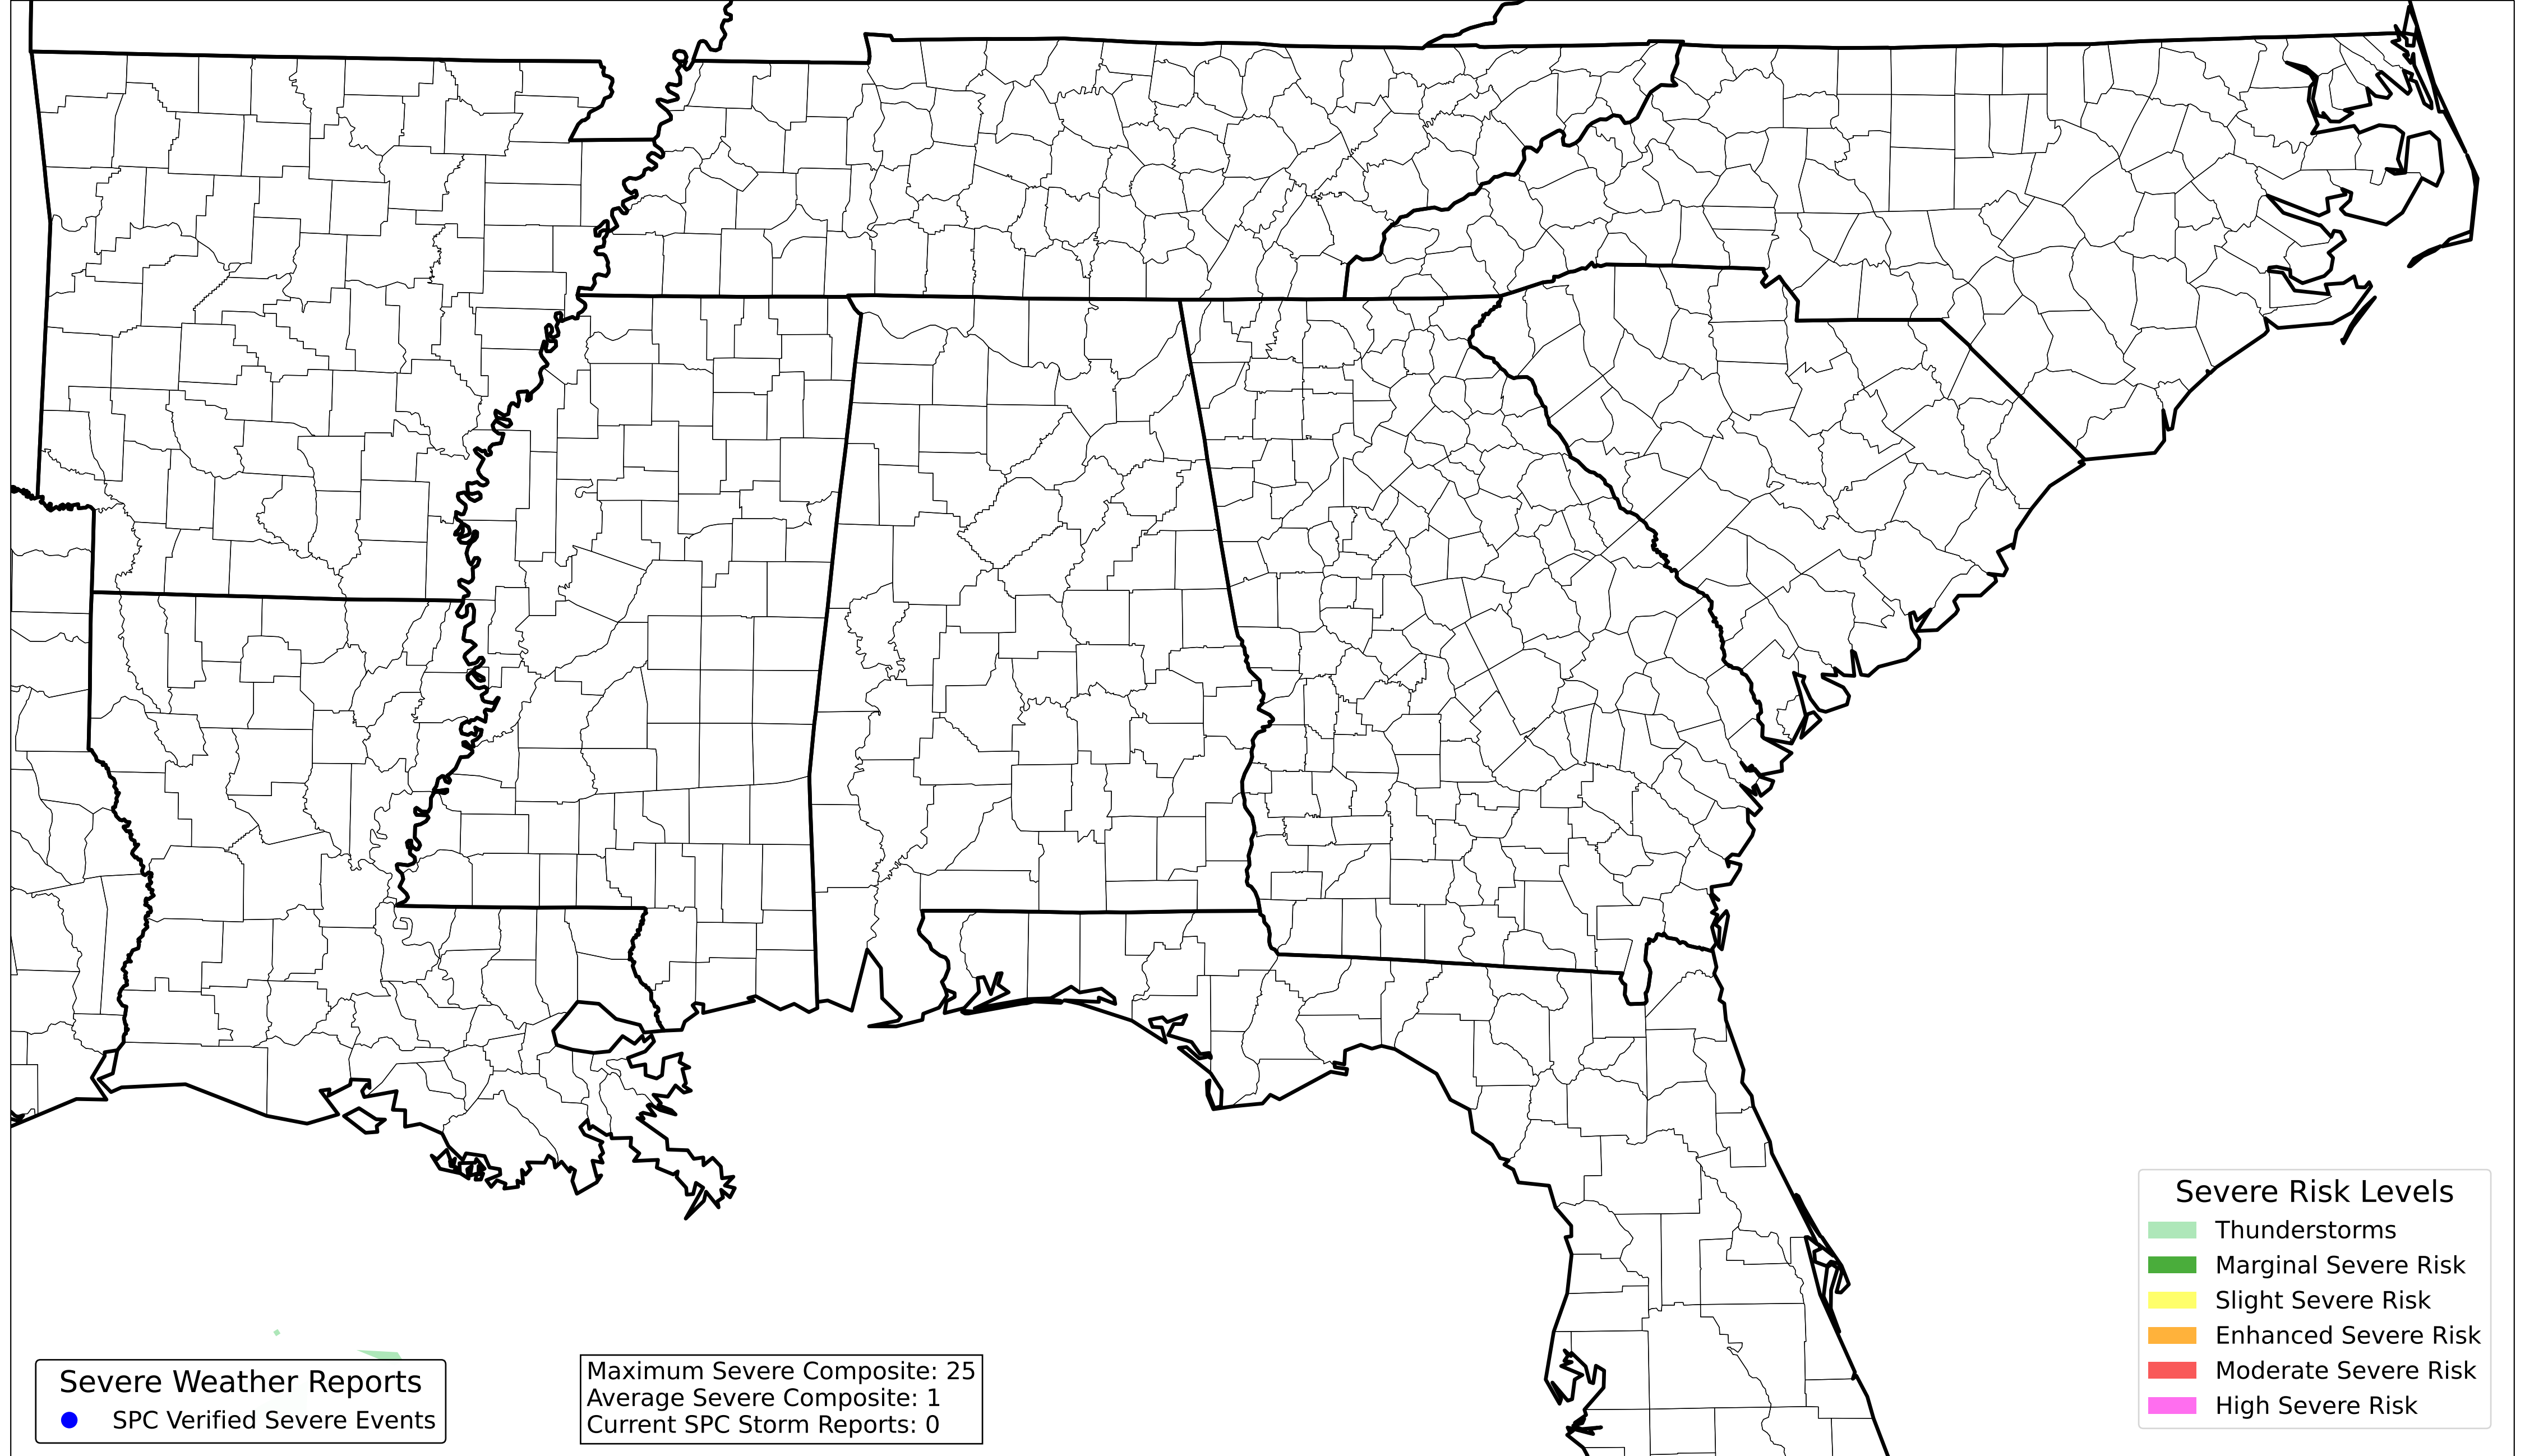 Severe Weather Reports
SPC Verified Severe Events
Maximum Severe Composite: 25
Average Severe Composite: 1
Current SPC Storm Reports: 0
Severe Risk Levels
Thunderstorms
Marginal Severe Risk
Slight Severe Risk
Enhanced Severe Risk
Moderate Severe Risk
High Severe Risk